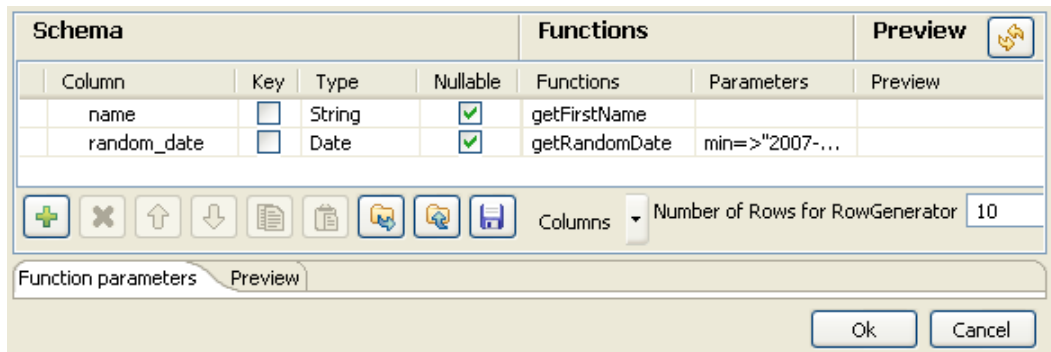 Schema Functions Preview
Column Key Type Nullable Functions Parameters Preview
name String getFirstName
random_date Date getRandomDate min=>"2007-...
Columns Number of Rows for RowGenerator 10
Function parameters Preview
Ok Cancel